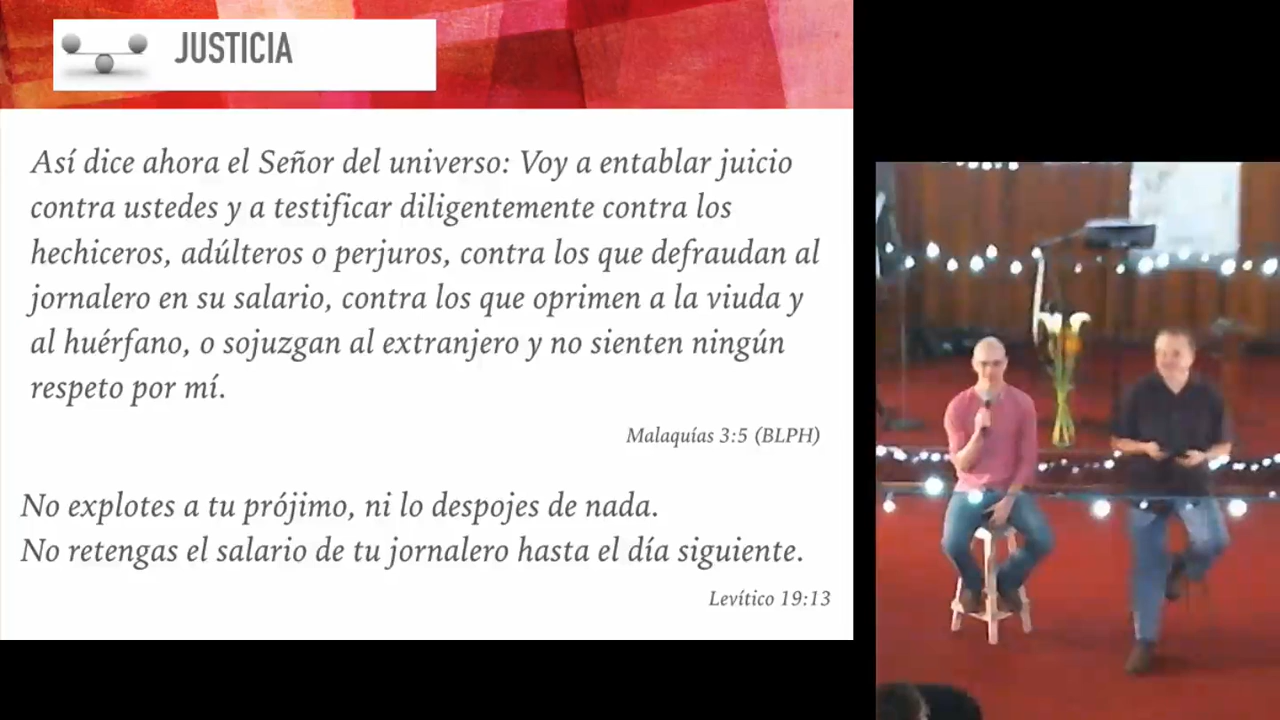 JUSTICIA
Así dice ahora el Señor del universo: Voy a entablar juicio
contra ustedes y a testificar diligentemente contra los
hechiceros, adúlteros o perjuros, contra los que defraudan al
jornalero en su salario, contra los que oprimen a la viuda y
al huérfano, o sojuzgan al extranjero y no sienten ningún
respeto por mí.
Malaquías 3:5 (BLPH)
No explotes a tu prójimo, ni lo despojes de nada.
No retengas el salario de tu jornalero hasta el día siguiente.
Levítico 19:13